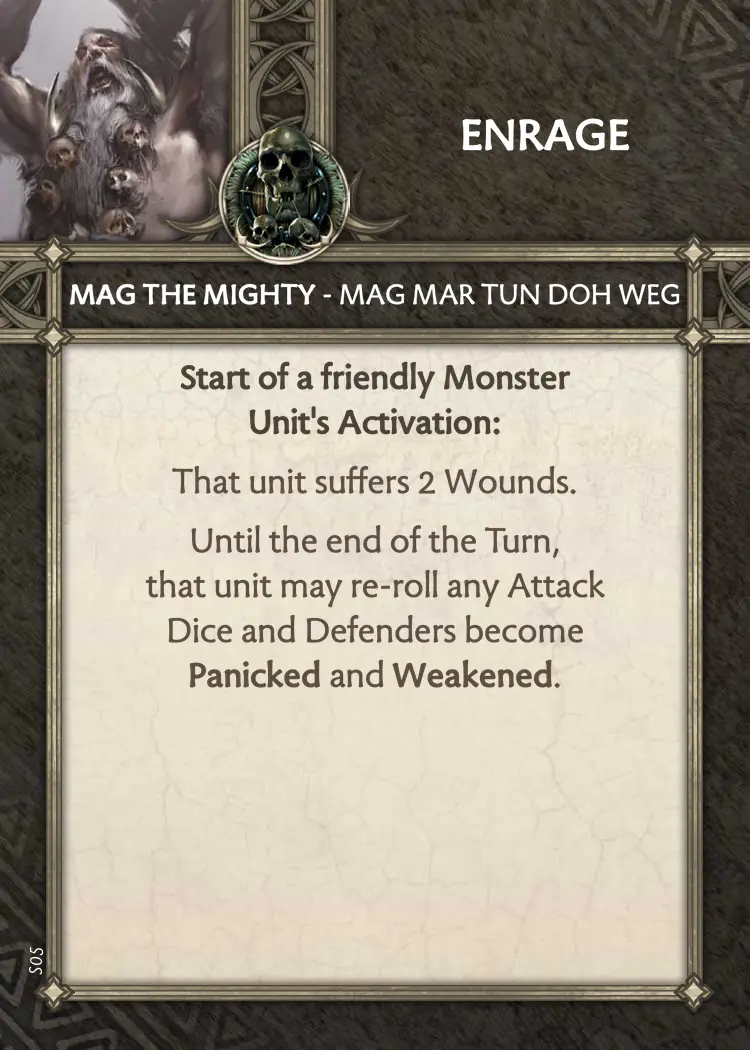 ENRAGE
MAG THE MIGHTY - MAG MAR TUN DOH WEG
Start of a friendly Monster
Unit's Activation:
That unit suffers 2 Wounds.
Until the end of the Turn,
that unit may re-roll any Attack
Dice and Defenders become
Panicked and Weakened.
S05